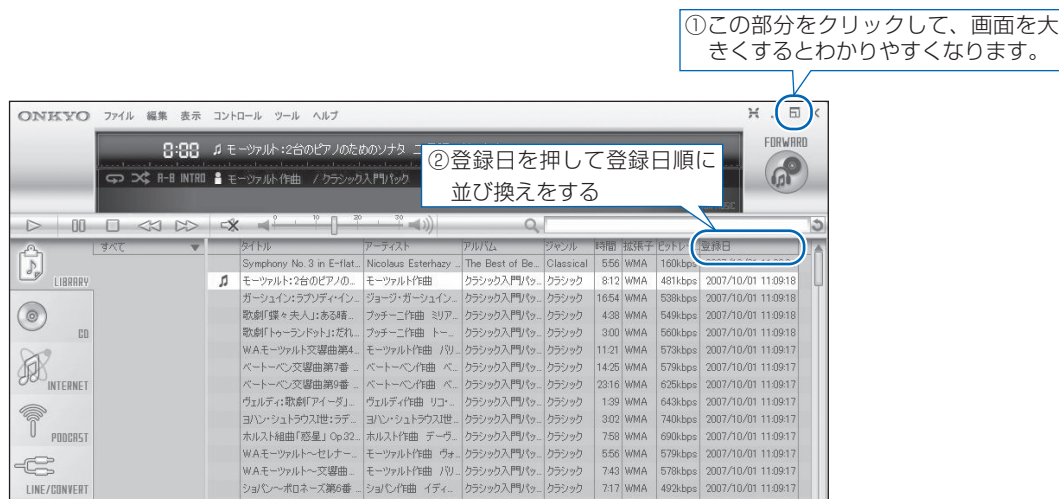 ①この部分をクリックして、画面を大
きくするとわかりやすくなります。
ONKYO ファイル 編集 表示 コントロール ツール ヘルプ
FORWARD
0:00 モーツァルト:2台のピアノのためのソナタ
②登録日を押して登録日順に
並び換えをする
A-B INTRO モーツァルト作曲 / クラシック入門パック
0 10 20 30
すべて タイトル アーティスト アルバム ジャンル 時間 拡張子 ビットレ... 登録日
Symphony No. 3 in E-flat... Nicolaus Esterhazy ... The Best of Be... Classical 5:56 WMA 160kbps
LIBRARY
モーツァルト:2台のピアノの... モーツァルト作曲 クラシック入門パッ... クラシック 8:12 WMA 481kbps 2007/10/01 11:09:18
ガーシュイン:ラプソディ・イン... ジョージ・ガーシュイン... クラシック入門パッ... クラシック 16:54 WMA 538kbps 2007/10/01 11:09:18
歌劇「蝶々夫人」:ある晴... プッチーニ作曲 ミリア... クラシック入門パッ... クラシック 4:38 WMA 549kbps 2007/10/01 11:09:18
CD
歌劇「トゥーランドット」:だれ... プッチーニ作曲 トー... クラシック入門パッ... クラシック 3:00 WMA 560kbps 2007/10/01 11:09:18
WAモーツァルト交響曲第4... モーツァルト作曲 パリ... クラシック入門パッ... クラシック 11:21 WMA 573kbps 2007/10/01 11:09:17
ベートーベン交響曲第7番 ... ベートーベン作曲 ベ... クラシック入門パッ... クラシック 14:25 WMA 579kbps 2007/10/01 11:09:17
INTERNET
ベートーベン交響曲第9番 ... ベートーベン作曲 ベ... クラシック入門パッ... クラシック 23:16 WMA 625kbps 2007/10/01 11:09:17
ヴェルディ:歌劇「アイーダ」... ヴェルディ作曲 リコ・... クラシック入門パッ... クラシック 1:39 WMA 643kbps 2007/10/01 11:09:17
ヨハン・シュトラウスI世:ラデ... ヨハン・シュトラウスI世... クラシック入門パッ... クラシック 3:02 WMA 740kbps 2007/10/01 11:09:17
PODCAST
ホルスト組曲「惑星」 Op.32... ホルスト作曲 デーヴ... クラシック入門パッ... クラシック 7:58 WMA 690kbps 2007/10/01 11:09:17
WAモーツァルト～セレナー... モーツァルト作曲 ヴォ... クラシック入門パッ... クラシック 5:56 WMA 579kbps 2007/10/01 11:09:17
WAモーツァルト～交響曲... モーツァルト作曲 パリ... クラシック入門パッ... クラシック 7:43 WMA 578kbps 2007/10/01 11:09:17
LINE/CONVERT
ショパン～ポロネーズ第6番 ... ショパン作曲 イディ... クラシック入門パッ... クラシック 7:17 WMA 492kbps 2007/10/01 11:09:17